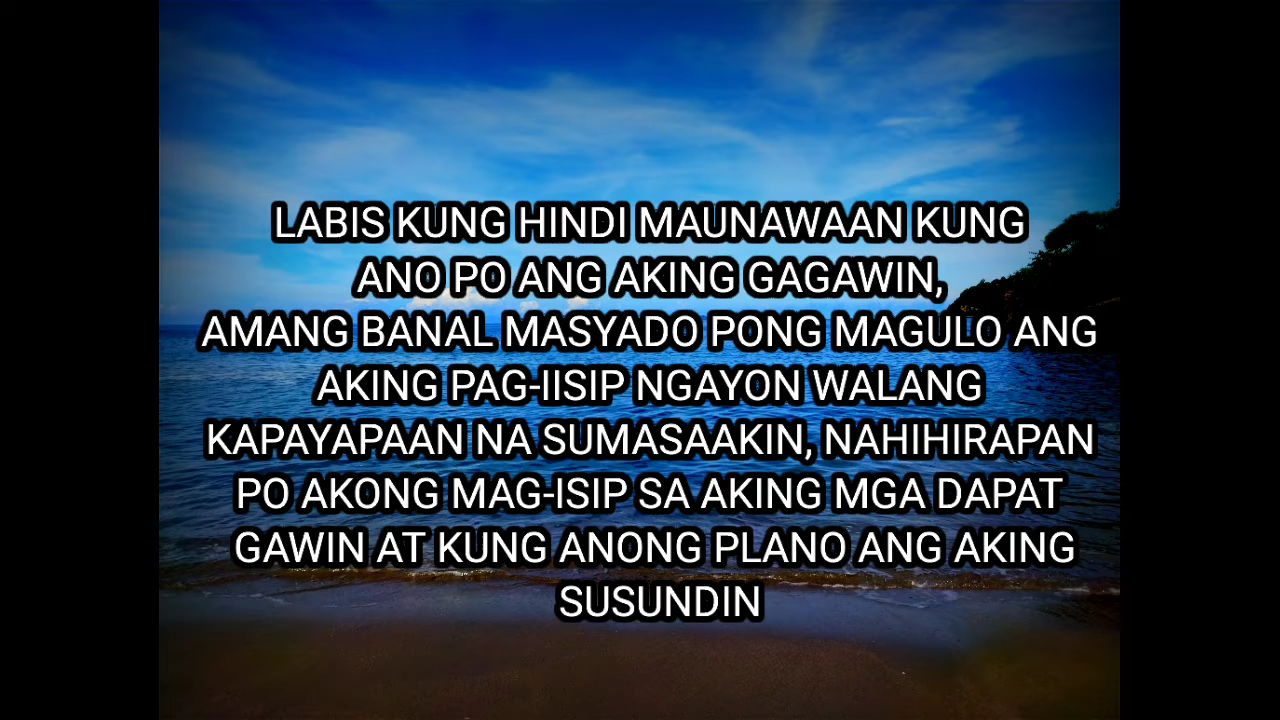 LABIS KUNG HINDI MAUNAWAAN KUNG
ANO PO ANG AKING GAGAWIN,
AMANG BANAL MASYADO PONG MAGULO ANG
AKING PAG-IISIP NGAYON WALANG
KAPAYAPAAN NA SUMASAAKIN, NAHIHIRAPAN
PO AKONG MAG-ISIP SA AKING MGA DAPAT
GAWIN AT KUNG ANONG PLANO ANG AKING
SUSUNDIN